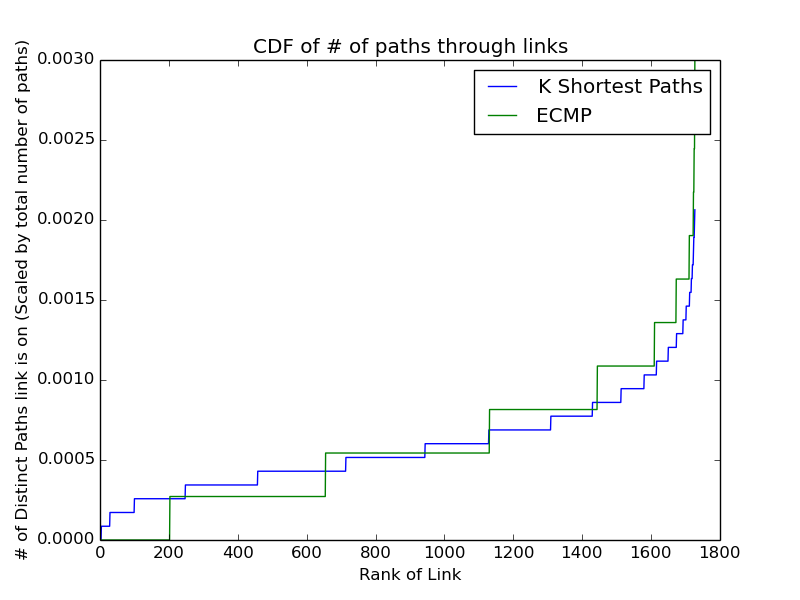 CDF of # of paths through links
# of Distinct Paths link is on (Scaled by total number of paths)
0.0030
0.0025
0.0020
0.0015
0.0010
0.0005
0.0000
K Shortest Paths
ECMP
0 200 400 600 800 1000 1200 1400 1600 1800
Rank of Link